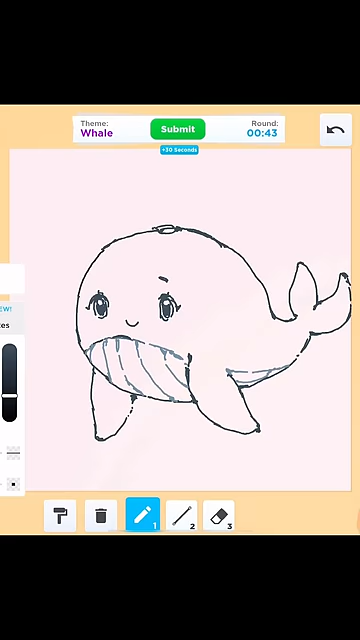 Theme:
Whale
Submit
Round:
00:43
+30 Seconds
1
2
3